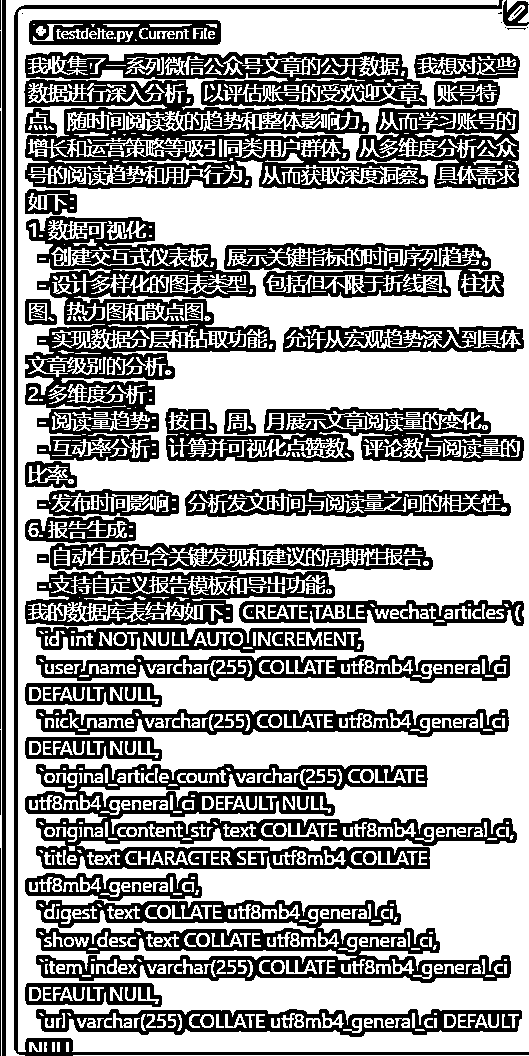 testdelte.py Current File
我收集了一系列微信公众号文章的公开数据，我想对这些
数据进行深入分析，以评估账号的受欢迎文章、账号特
点、随时间阅读数的趋势和整体影响力，从而学习账号的
增长和运营策略等吸引同类用户群体，从多维度分析公众
号的阅读趋势和用户行为，从而获取深度洞察。具体需求
如下：
1. 数据可视化：
- 创建交互式仪表板，展示关键指标的时间序列趋势。
- 设计多样化的图表类型，包括但不限于折线图、柱状
图、热力图和散点图。
- 实现数据分层和钻取功能，允许从宏观趋势深入到具体
文章级别的分析。
2. 多维度分析：
- 阅读量趋势：按日、周、月展示文章阅读量的变化。
- 互动率分析：计算并可视化点赞数、评论数与阅读量的
比率。
- 发布时间影响：分析发文时间与阅读量之间的相关性。
6. 报告生成：
- 自动生成包含关键发现和建议的周期性报告。
- 支持自定义报告模板和导出功能。
我的数据库表结构如下：CREATE TABLE `wechat_articles` (
`id` int NOT NULL AUTO_INCREMENT,
`user_name` varchar(255) COLLATE utf8mb4_general_ci
DEFAULT NULL,
`nick_name` varchar(255) COLLATE utf8mb4_general_ci
DEFAULT NULL,
`original_article_count` varchar(255) COLLATE
utf8mb4_general_ci DEFAULT NULL,
`original_content_str` text COLLATE utf8mb4_general_ci,
`title` text CHARACTER SET utf8mb4 COLLATE
utf8mb4_general_ci,
`digest` text COLLATE utf8mb4_general_ci,
`show_desc` text COLLATE utf8mb4_general_ci,
`item_index` varchar(255) COLLATE utf8mb4_general_ci
DEFAULT NULL,
`url` varchar(255) COLLATE utf8mb4_general_ci DEFAULT
NULL